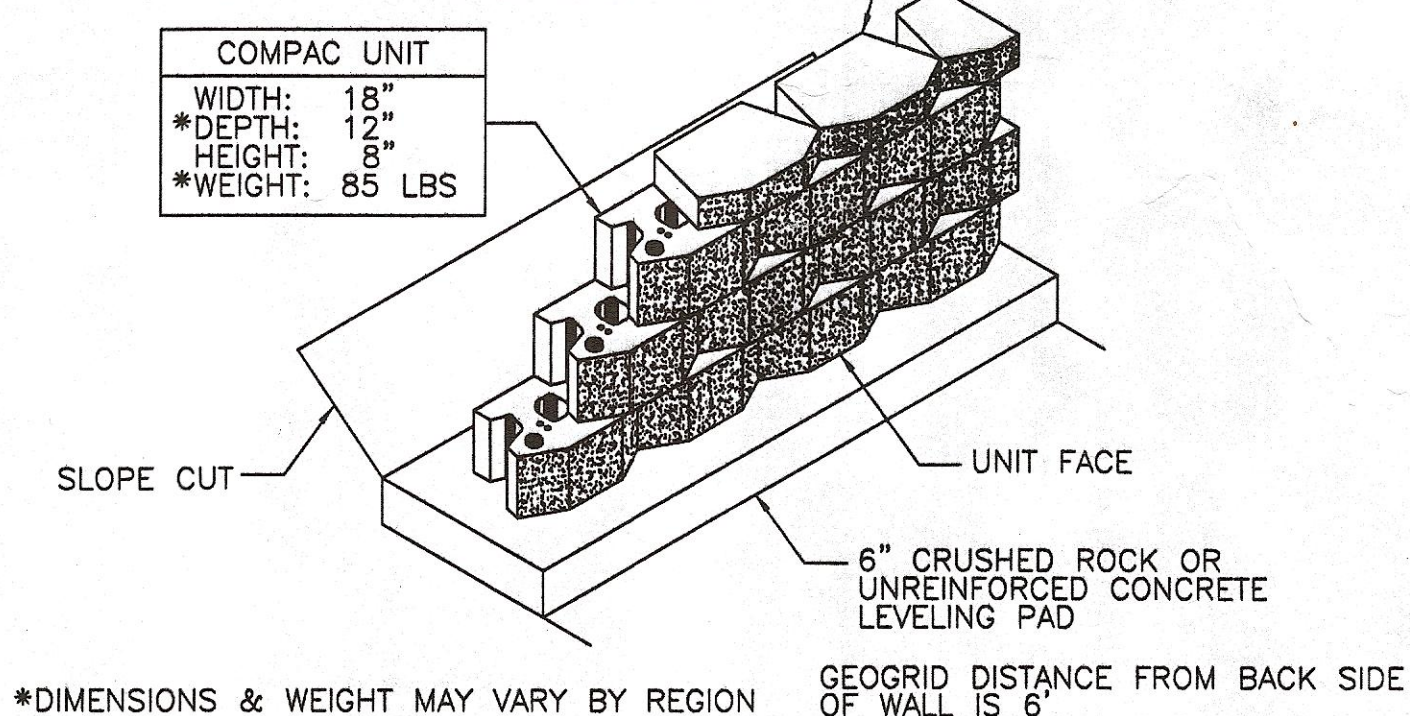 COMPAC UNIT
WIDTH: 18"
*DEPTH: 12"
HEIGHT: 8"
*WEIGHT: 85 LBS
SLOPE CUT
UNIT FACE
6" CRUSHED ROCK OR
UNREINFORCED CONCRETE
LEVELING PAD
*DIMENSIONS & WEIGHT MAY VARY BY REGION
GEOGRID DISTANCE FROM BACK SIDE
OF WALL IS 6'